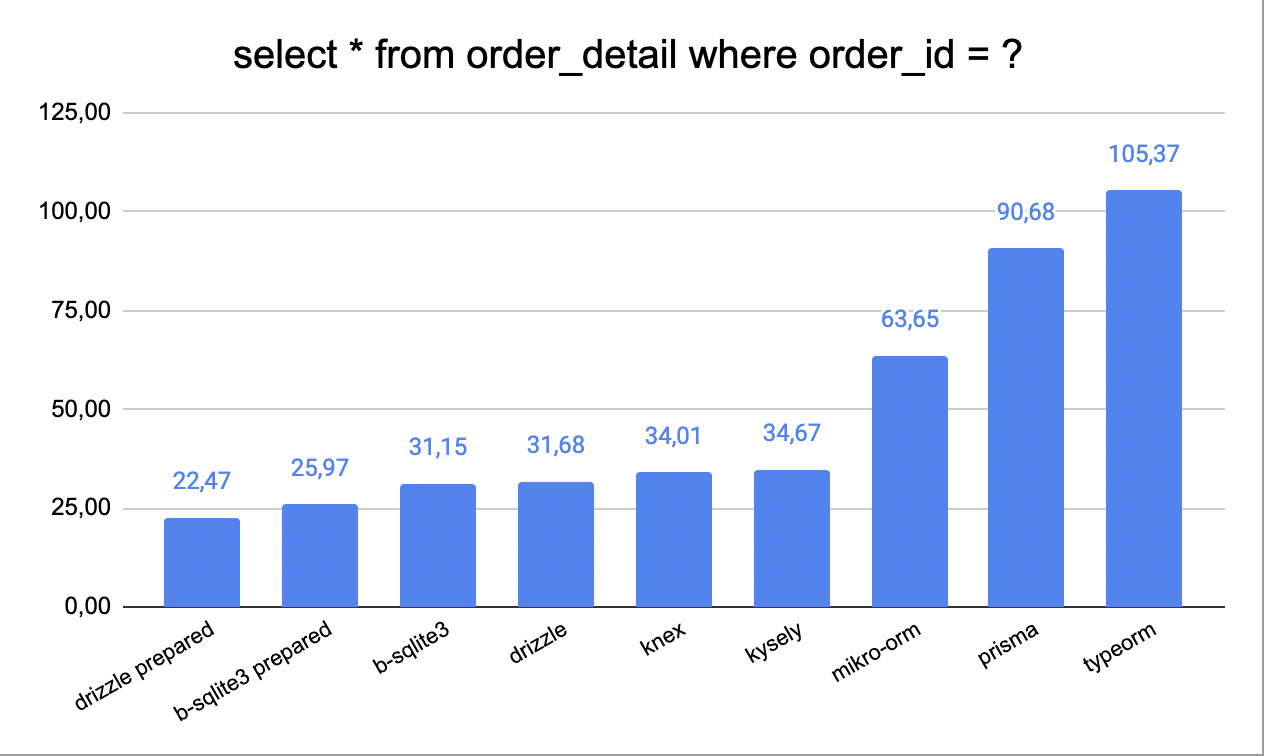 select * from order_detail where order_id = ?
125,00
100,00
75,00
50,00
25,00
0,00
22,47
25,97
31,15
31,68
34,01
34,67
63,65
90,68
105,37
drizzle prepared
b-sqlite3 prepared
b-sqlite3
drizzle
knex
kysely
mikro-orm
prisma
typeorm